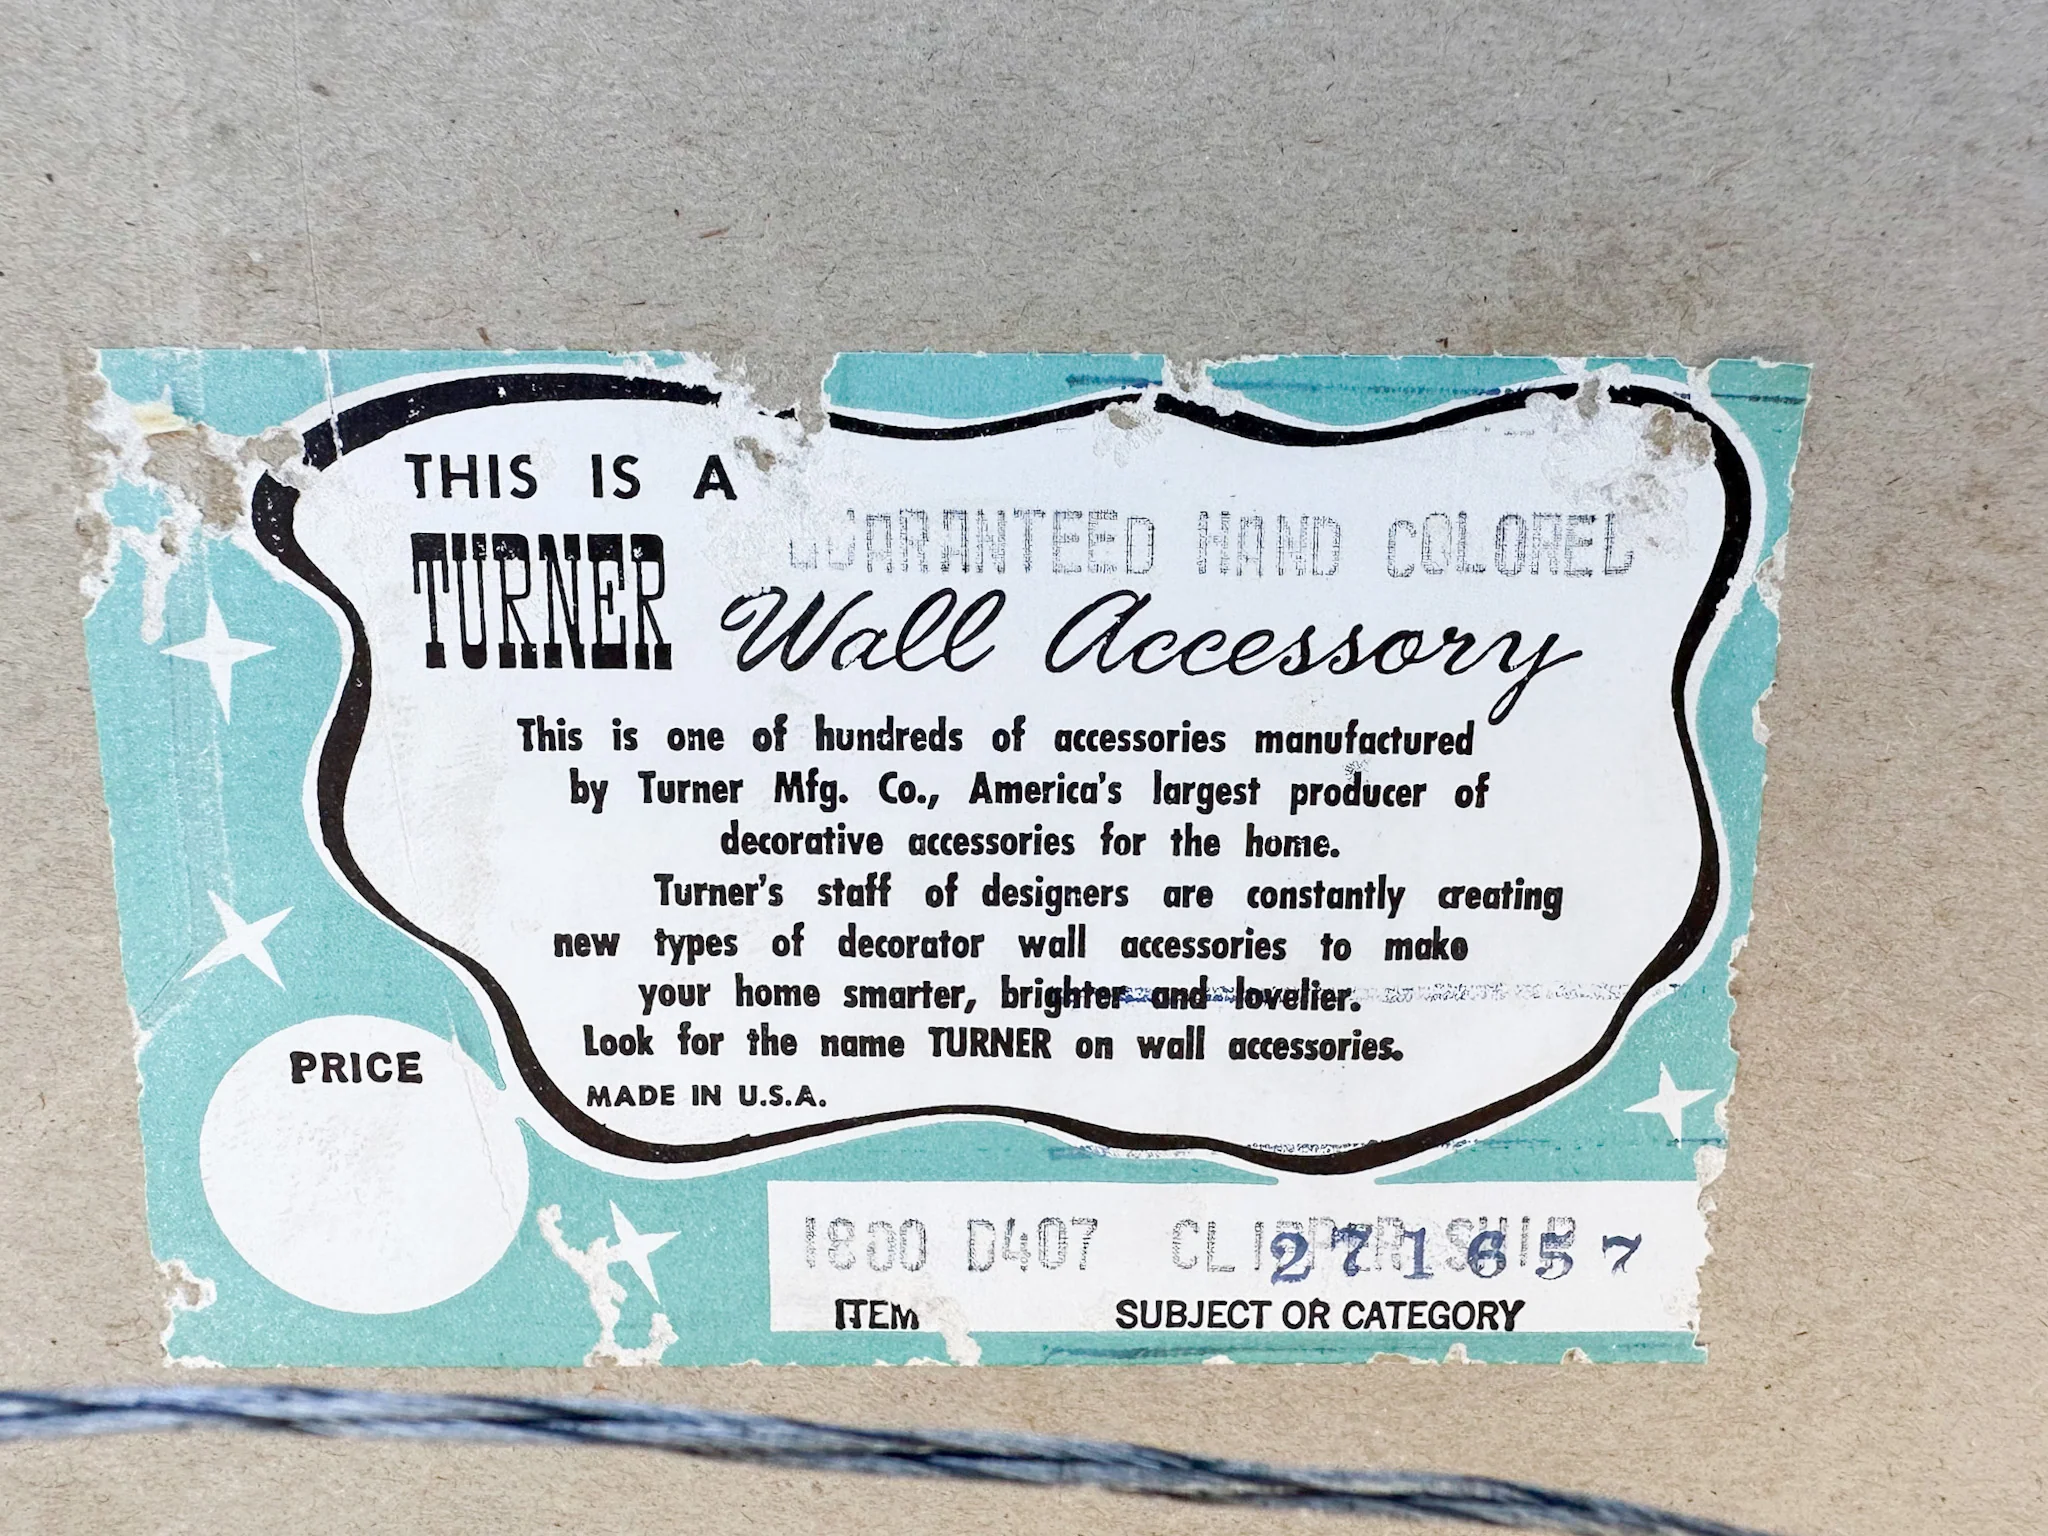 THIS IS A
GUARANTEED HAND COLORED
TURNER Wall Accessory
This is one of hundreds of accessories manufactured
by Turner Mfg. Co., America's largest producer of
decorative accessories for the home.
Turner's staff of designers are constantly creating
new types of decorator wall accessories to make
your home smarter, brighter and lovelier.
Look for the name TURNER on wall accessories.
MADE IN U.S.A.
PRICE
1800 D407 CLIPPER SHIP
271657
ITEM SUBJECT OR CATEGORY